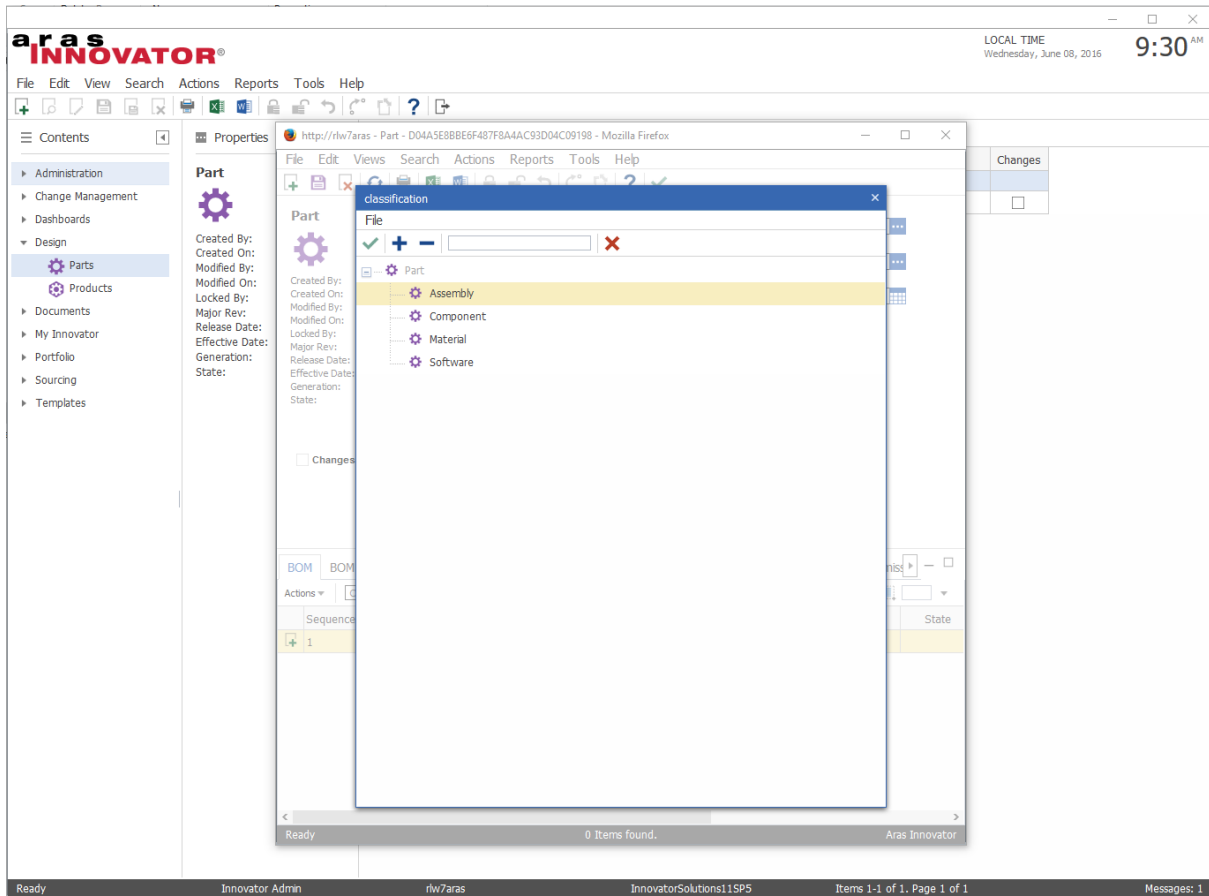 aras
INNOVATOR®
LOCAL TIME
Wednesday, June 08, 2016
9:30 AM
File Edit View Search Actions Reports Tools Help
Contents
Administration
Change Management
Dashboards
Design
Parts
Products
Documents
My Innovator
Portfolio
Sourcing
Templates
Properties
Part
Created By:
Created On:
Modified By:
Modified On:
Locked By:
Major Rev:
Release Date:
Effective Date:
Generation:
State:
Changes
http://rlw7aras - Part - D04A5E8BBE6F487F8A4AC93D04C09198 - Mozilla Firefox
File Edit Views Search Actions Reports Tools Help
Part
Created By:
Created On:
Modified By:
Modified On:
Locked By:
Major Rev:
Release Date:
Effective Date:
Generation:
State:
Changes
classification
File
Part
Assembly
Component
Material
Software
BOM BOM
Actions
Sequence State
1
Ready 0 Items found. Aras Innovator
Ready Innovator Admin rlw7aras InnovatorSolutions11SP5 Items 1-1 of 1. Page 1 of 1 Messages: 1